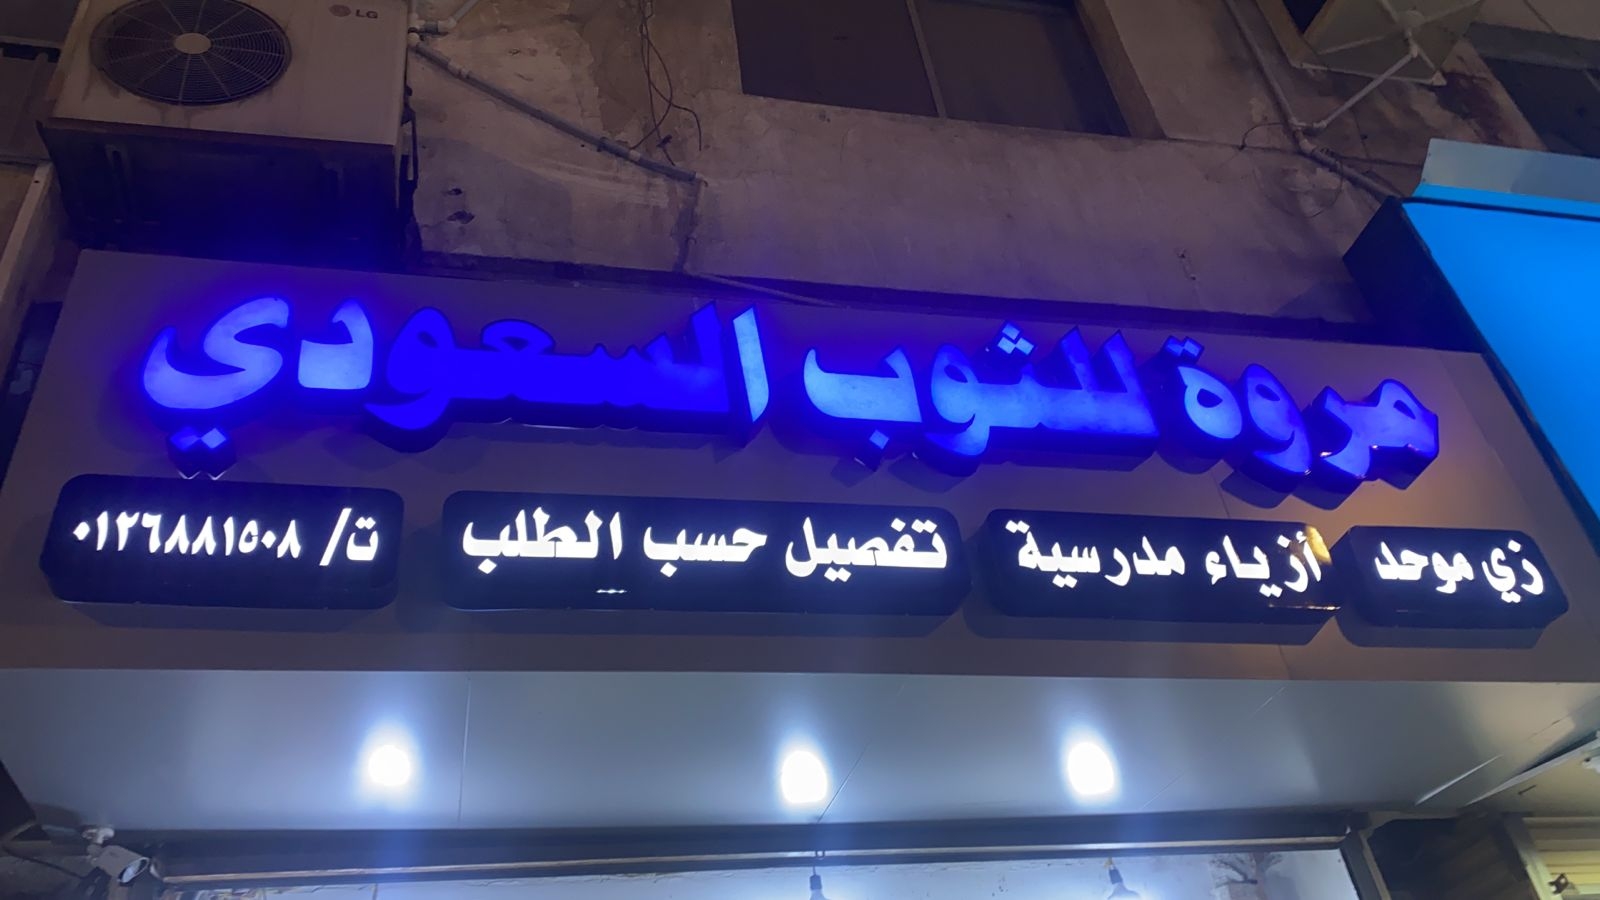 LG
مروة للثوب السعودي
زي موحد
أزياء مدرسية
تفصيل حسب الطلب
ت/ ٠١٢٦٨٨١٥٠٨